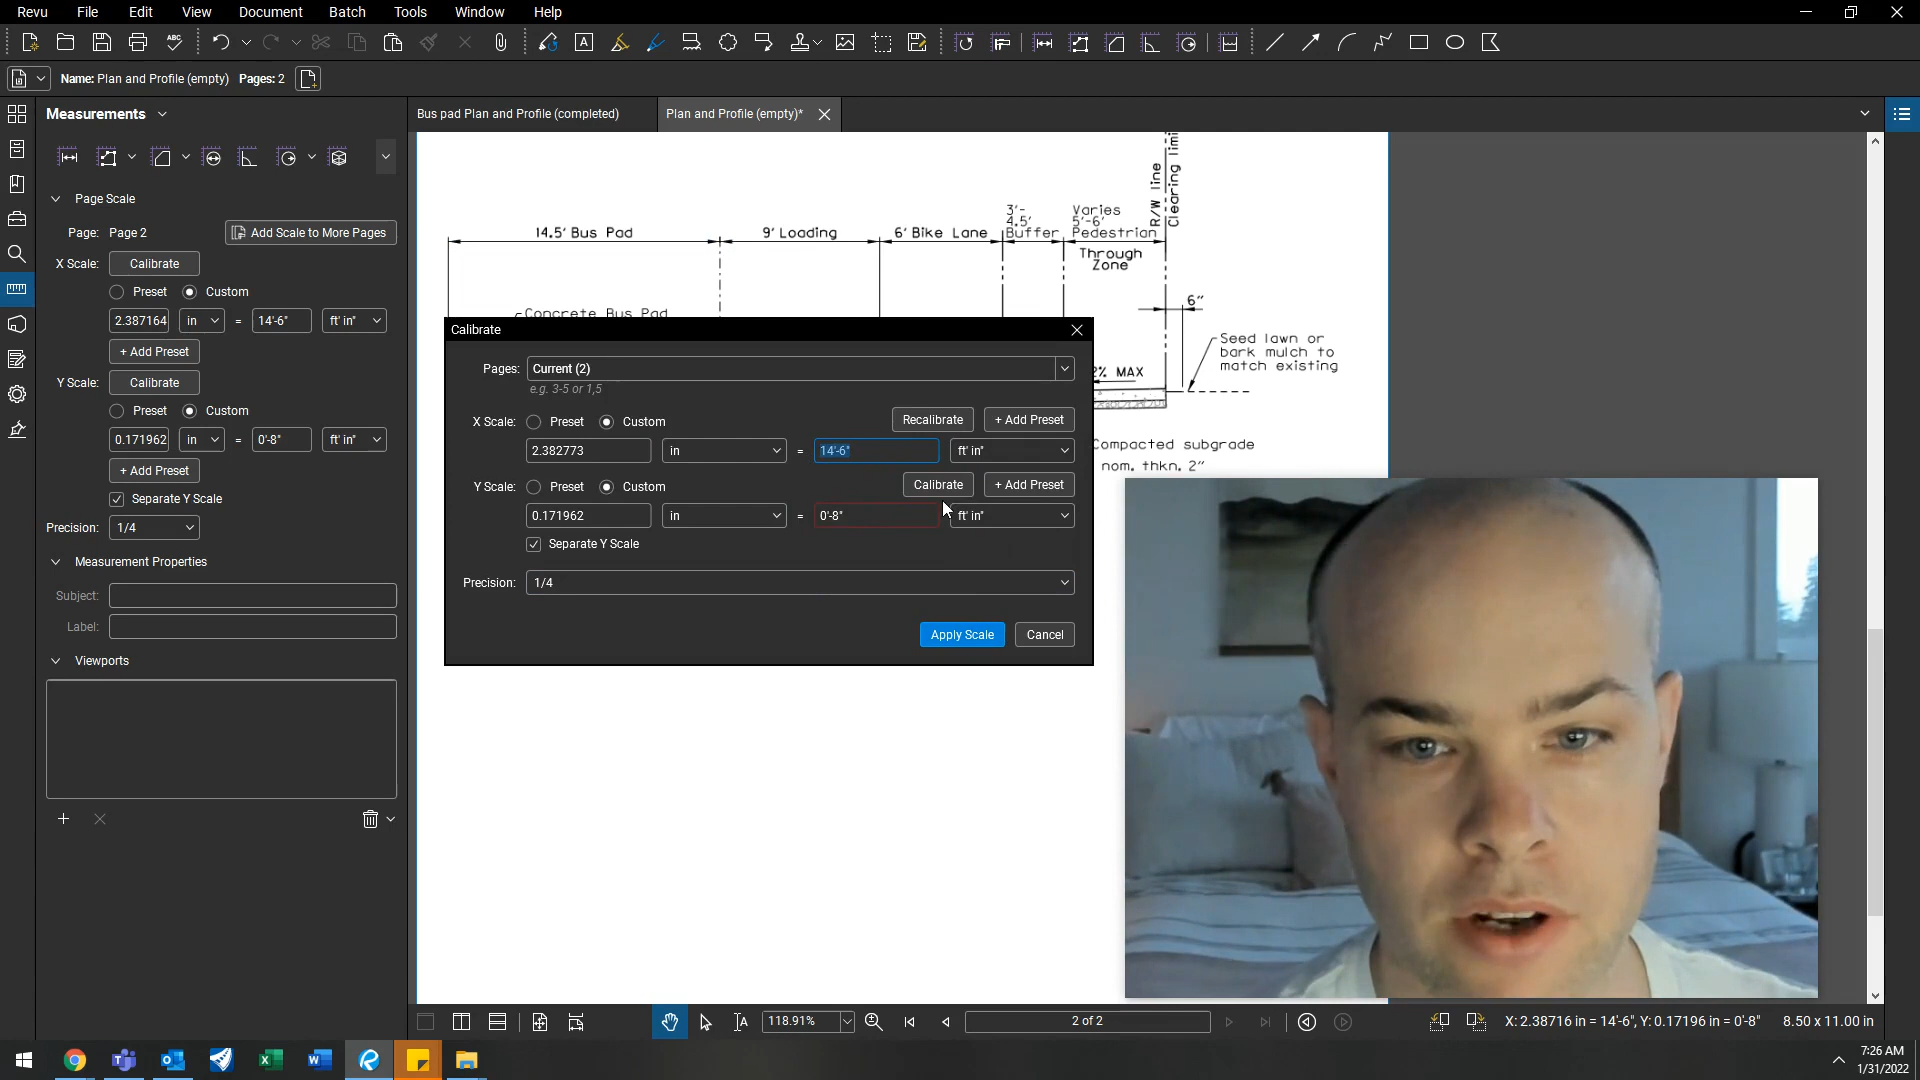 Revu File Edit View Document Batch Tools Window Help
Name: Plan and Profile (empty) Pages: 2
Measurements
Bus pad Plan and Profile (completed)
Plan and Profile (empty)*
Page Scale
Page: Page 2
Add Scale to More Pages
X Scale: Calibrate
Preset Custom
2.387164 in = 14'-6" ft' in"
+ Add Preset
Y Scale: Calibrate
Preset Custom
0.171962 in = 0'-8" ft' in"
+ Add Preset
Separate Y Scale
Precision: 1/4
Measurement Properties
Subject:
Label:
Viewports
14.5' Bus Pad
9' Loading
6' Bike Lane
3'-
4.5'
Buffer
Varies
5'-6'
Pedestrian
Through
Zone
R/W line
Clearing limi
6"
Concrete Bus Pad
Seed lawn or
bark mulch to
match existing
2% MAX
Compacted subgrade
nom. thkn. 2"
Calibrate
Pages: Current (2)
e.g. 3-5 or 1,5
X Scale: Preset Custom Recalibrate + Add Preset
2.382773 in = 14'-6" ft' in"
Y Scale: Preset Custom Calibrate + Add Preset
0.171962 in = 0'-8" ft' in"
Separate Y Scale
Precision: 1/4
Apply Scale Cancel
118.91%
2 of 2
X: 2.38716 in = 14'-6", Y: 0.17196 in = 0'-8"
8.50 x 11.00 in
7:26 AM
1/31/2022